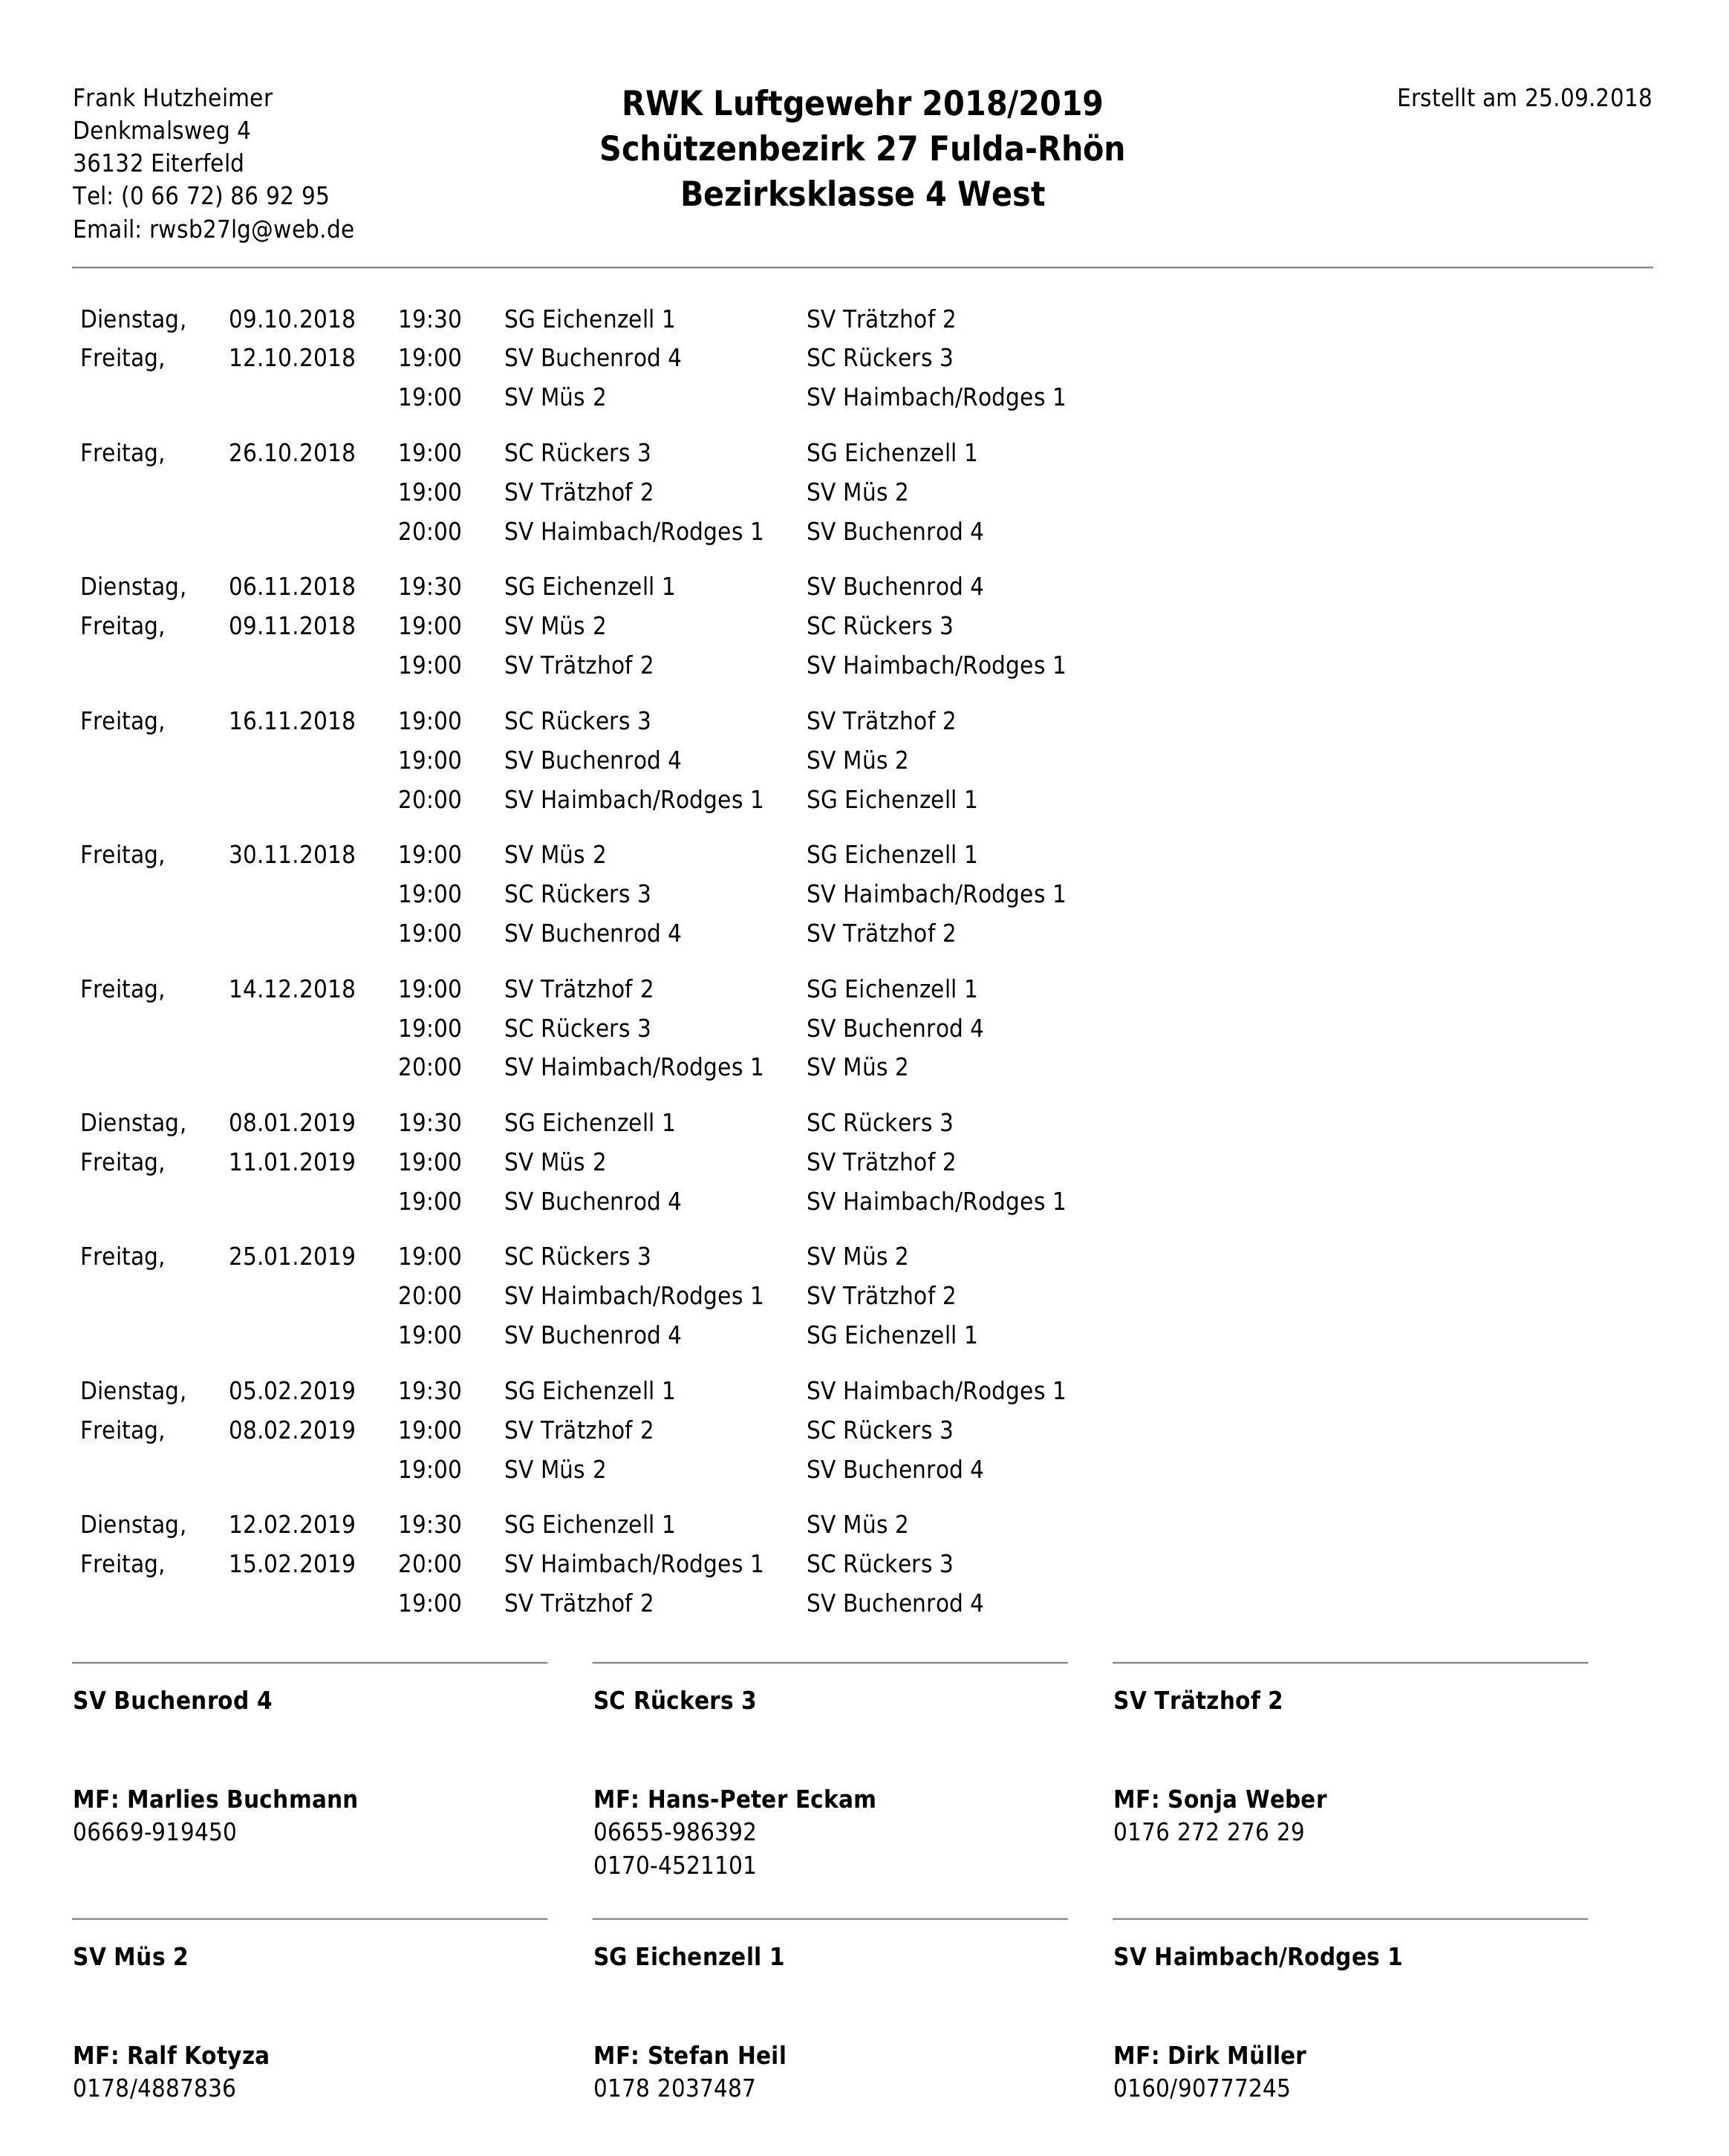 Frank Hutzheimer
Denkmalsweg 4
36132 Eiterfeld
Tel: (0 66 72) 86 92 95
Email: rwsb27lg@web.de
RWK Luftgewehr 2018/2019
Schützenbezirk 27 Fulda-Rhön
Bezirksklasse 4 West
Erstellt am 25.09.2018
Dienstag, 09.10.2018 19:30 SG Eichenzell 1 SV Trätzhof 2
Freitag, 12.10.2018 19:00 SV Buchenrod 4 SC Rückers 3
19:00 SV Müs 2 SV Haimbach/Rodges 1
Freitag, 26.10.2018 19:00 SC Rückers 3 SG Eichenzell 1
19:00 SV Trätzhof 2 SV Müs 2
20:00 SV Haimbach/Rodges 1 SV Buchenrod 4
Dienstag, 06.11.2018 19:30 SG Eichenzell 1 SV Buchenrod 4
Freitag, 09.11.2018 19:00 SV Müs 2 SC Rückers 3
19:00 SV Trätzhof 2 SV Haimbach/Rodges 1
Freitag, 16.11.2018 19:00 SC Rückers 3 SV Trätzhof 2
19:00 SV Buchenrod 4 SV Müs 2
20:00 SV Haimbach/Rodges 1 SG Eichenzell 1
Freitag, 30.11.2018 19:00 SV Müs 2 SG Eichenzell 1
19:00 SC Rückers 3 SV Haimbach/Rodges 1
19:00 SV Buchenrod 4 SV Trätzhof 2
Freitag, 14.12.2018 19:00 SV Trätzhof 2 SG Eichenzell 1
19:00 SC Rückers 3 SV Buchenrod 4
20:00 SV Haimbach/Rodges 1 SV Müs 2
Dienstag, 08.01.2019 19:30 SG Eichenzell 1 SC Rückers 3
Freitag, 11.01.2019 19:00 SV Müs 2 SV Trätzhof 2
19:00 SV Buchenrod 4 SV Haimbach/Rodges 1
Freitag, 25.01.2019 19:00 SC Rückers 3 SV Müs 2
20:00 SV Haimbach/Rodges 1 SV Trätzhof 2
19:00 SV Buchenrod 4 SG Eichenzell 1
Dienstag, 05.02.2019 19:30 SG Eichenzell 1 SV Haimbach/Rodges 1
Freitag, 08.02.2019 19:00 SV Trätzhof 2 SC Rückers 3
19:00 SV Müs 2 SV Buchenrod 4
Dienstag, 12.02.2019 19:30 SG Eichenzell 1 SV Müs 2
Freitag, 15.02.2019 20:00 SV Haimbach/Rodges 1 SC Rückers 3
19:00 SV Trätzhof 2 SV Buchenrod 4
SV Buchenrod 4
MF: Marlies Buchmann
06669-919450
SC Rückers 3
MF: Hans-Peter Eckam
06655-986392
0170-4521101
SV Trätzhof 2
MF: Sonja Weber
0176 272 276 29
SV Müs 2
MF: Ralf Kotyza
0178/4887836
SG Eichenzell 1
MF: Stefan Heil
0178 2037487
SV Haimbach/Rodges 1
MF: Dirk Müller
0160/90777245